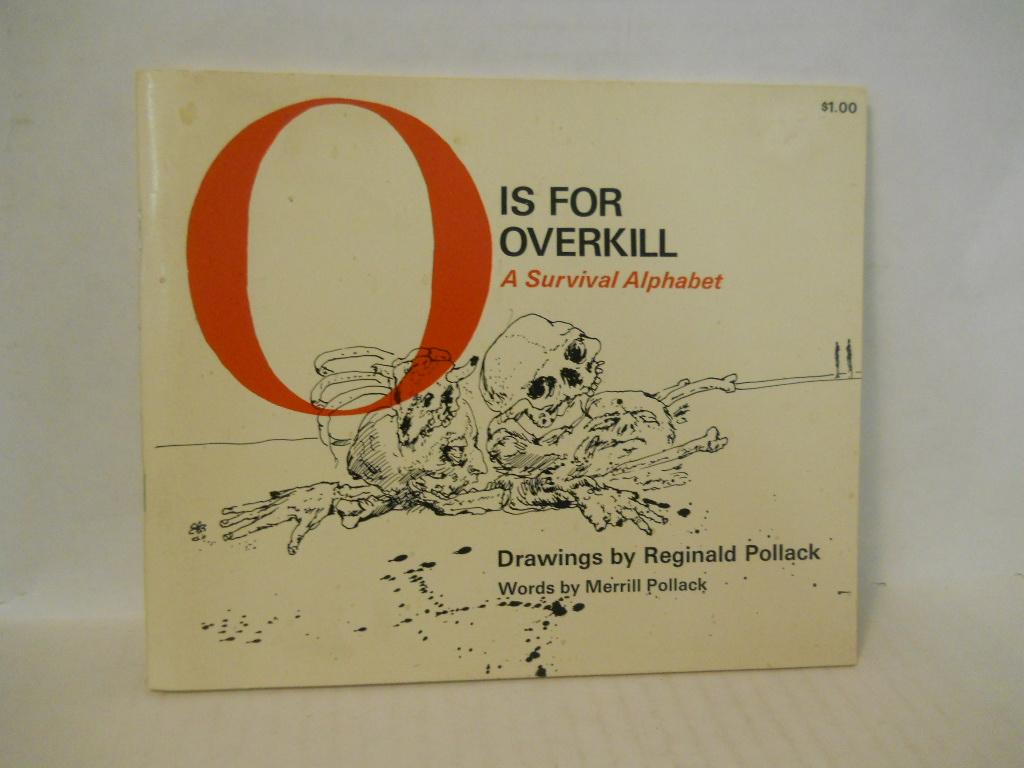 $1.00
O IS FOR
OVERKILL
A Survival Alphabet
Drawings by Reginald Pollack
Words by Merrill Pollack